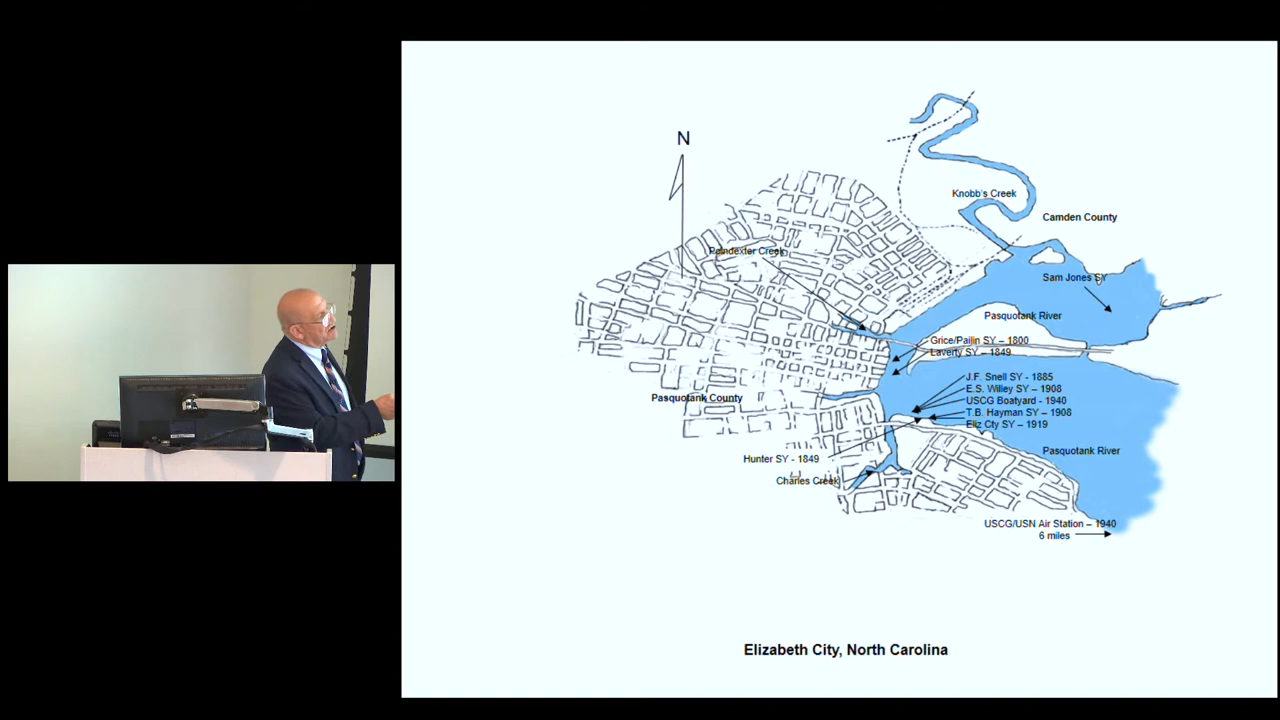 N
Knobb's Creek
Camden County
Poindexter Creek
Sam Jones SY
Pasquotank River
Grice/Pailin SY – 1800
Laverty SY – 1849
J.F. Snell SY - 1885
E.S. Willey SY – 1908
USCG Boatyard - 1940
T.B. Hayman SY – 1908
Eliz Cty SY – 1919
Pasquotank County
Pasquotank River
Hunter SY - 1849
Charles Creek
USCG/USN Air Station – 1940
6 miles
Elizabeth City, North Carolina